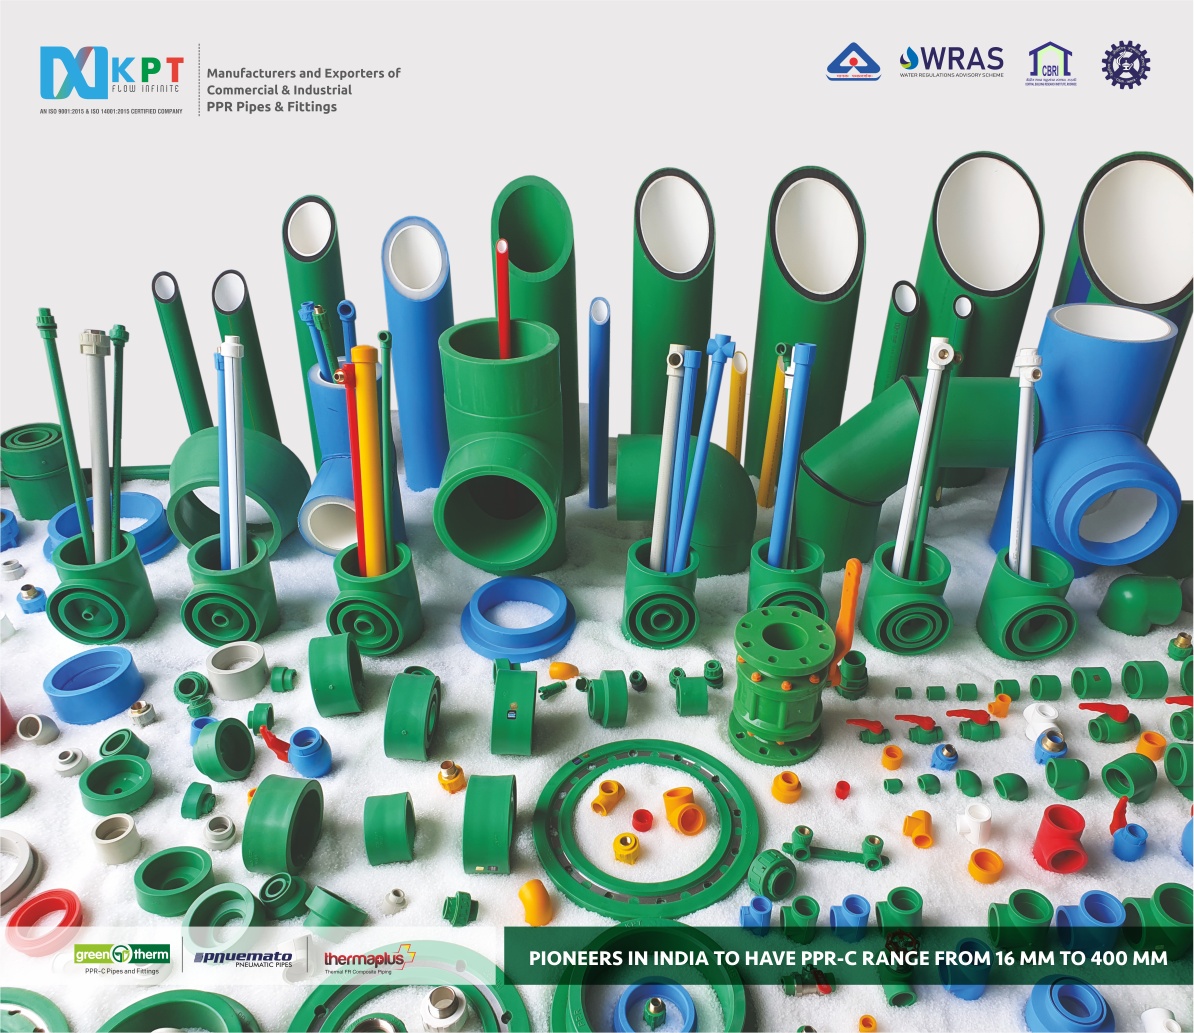 KPT
FLOW INFINITE
AN ISO 9001:2015 & ISO 14001:2015 CERTIFIED COMPANY
Manufacturers and Exporters of
Commercial & Industrial
PPR Pipes & Fittings
WRAS
WATER REGULATIONS ADVISORY SCHEME
CBRI
green GT therm
PPR-C Pipes and Fittings
pnuemato
PNEUMATIC PIPES
thermaplus
Thermal FR Composite Piping
PIONEERS IN INDIA TO HAVE PPR-C RANGE FROM 16 MM TO 400 MM